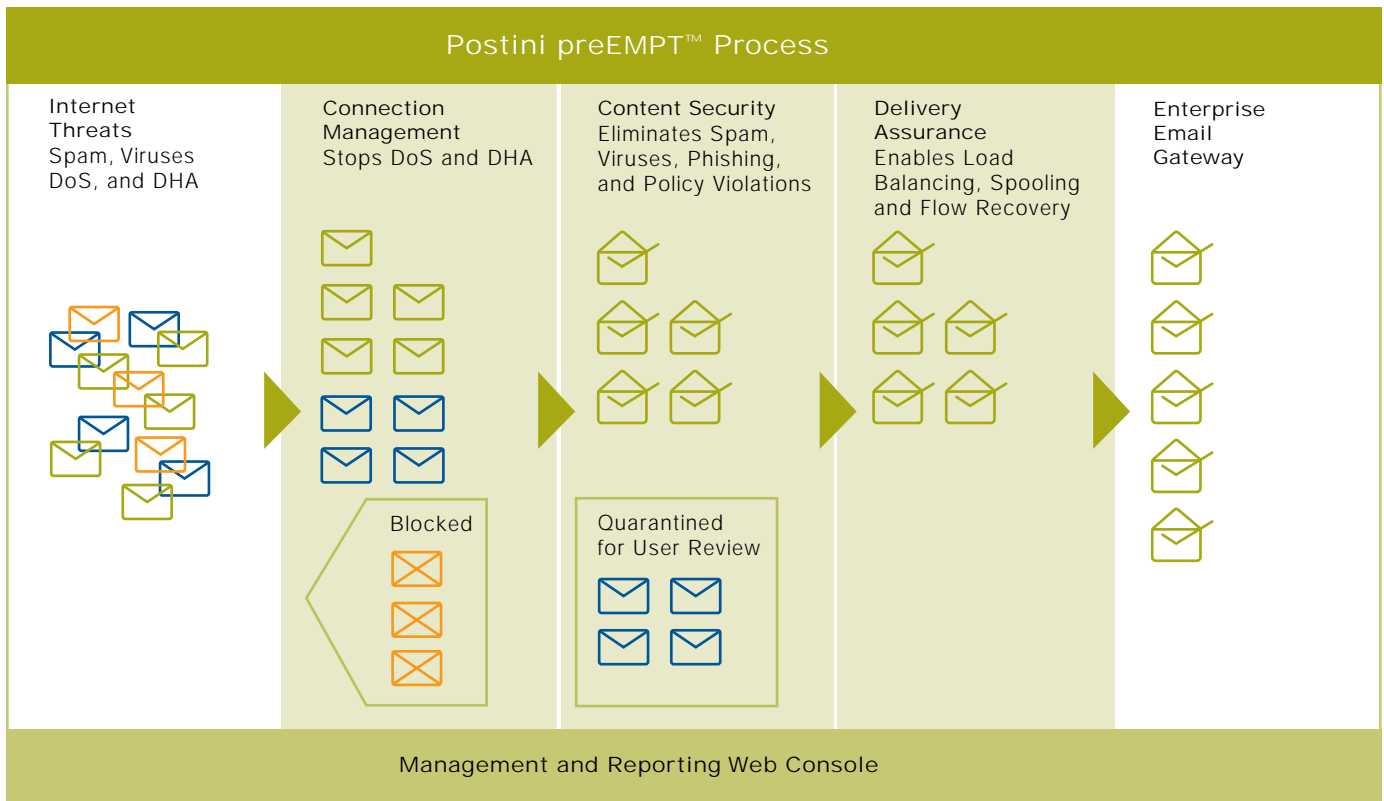 Postini preEMPT™ Process
Internet
Threats
Spam, Viruses
DoS, and DHA
Connection
Management
Stops DoS and DHA
Content Security
Eliminates Spam,
Viruses, Phishing,
and Policy Violations
Delivery
Assurance
Enables Load
Balancing, Spooling
and Flow Recovery
Enterprise
Email
Gateway
Blocked
Quarantined
for User Review
Management and Reporting Web Console